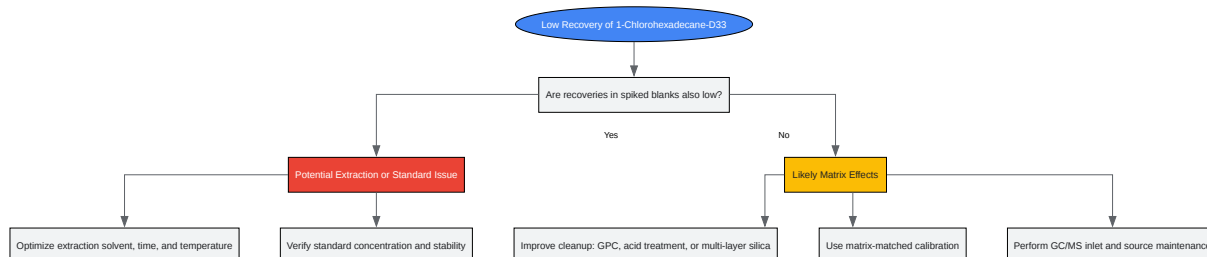 Low Recovery of 1-Chlorohexadecane-D33
Are recoveries in spiked blanks also low?
Yes
No
Potential Extraction or Standard Issue
Likely Matrix Effects
Optimize extraction solvent, time, and temperature
Verify standard concentration and stability
Improve cleanup: GPC, acid treatment, or multi-layer silica
Use matrix-matched calibration
Perform GC/MS inlet and source maintenance